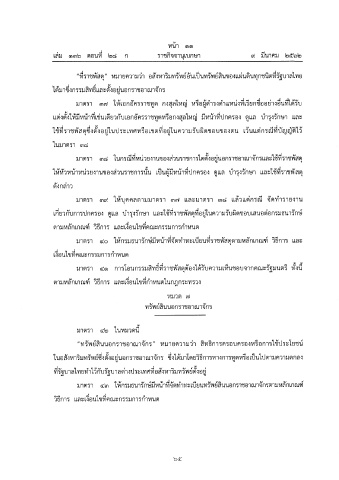 หน้า ๑๑
เล่ม ๑๓๖ ตอนที่ ๒๘ ก ราชกิจจานุเบกษา ๙ มีนาคม ๒๕๖๒
“ที่ราชพัสดุ” หมายความว่า อสังหาริมทรัพย์อันเป็นทรัพย์สินของแผ่นดินทุกชนิดที่รัฐบาลไทย
ได้มาซึ่งกรรมสิทธิ์และตั้งอยู่นอกราชอาณาจักร
มาตรา ๓๗ ให้เอกอัครราชทูต กงสุลใหญ่ หรือผู้ดำรงตำแหน่งที่เรียกชื่ออย่างอื่นที่ได้รับ
แต่งตั้งให้มีหน้าที่เช่นเดียวกับเอกอัครราชทูตหรือกงสุลใหญ่ มีหน้าที่ปกครอง ดูแล บำรุงรักษา และ
ใช้ที่ราชพัสดุซึ่งตั้งอยู่ในประเทศหรือเขตที่อยู่ในความรับผิดชอบของตน เว้นแต่กรณีที่บัญญัติไว้
ในมาตรา ๓๘
มาตรา ๓๘ ในกรณีที่หน่วยงานของส่วนราชการใดตั้งอยู่นอกราชอาณาจักรและใช้ที่ราชพัสดุ
ให้หัวหน้าหน่วยงานของส่วนราชการนั้น เป็นผู้มีหน้าที่ปกครอง ดูแล บำรุงรักษา และใช้ที่ราชพัสดุ
ดังกล่าว
มาตรา ๓๙ ให้บุคคลตามมาตรา ๓๗ และมาตรา ๓๘ แล้วแต่กรณี จัดทำรายงาน
เกี่ยวกับการปกครอง ดูแล บำรุงรักษา และใช้ที่ราชพัสดุที่อยู่ในความรับผิดชอบเสนอต่อกรมธนารักษ์
ตามหลักเกณฑ์ วิธีการ และเงื่อนไขที่คณะกรรมการกำหนด
มาตรา ๔๐ ให้กรมธนารักษ์มีหน้าที่จัดทำทะเบียนที่ราชพัสดุตามหลักเกณฑ์ วิธีการ และ
เงื่อนไขที่คณะกรรมการกำหนด
มาตรา ๔๑ การโอนกรรมสิทธิ์ที่ราชพัสดุต้องได้รับความเห็นชอบจากคณะรัฐมนตรี ทั้งนี้
ตามหลักเกณฑ์ วิธีการ และเงื่อนไขที่กำหนดในกฎกระทรวง
หมวด ๗
ทรัพย์สินนอกราชอาณาจักร
มาตรา ๔๒ ในหมวดนี้
“ทรัพย์สินนอกราชอาณาจักร” หมายความว่า สิทธิการครอบครองหรือการใช้ประโยชน์
ในอสังหาริมทรัพย์ซึ่งตั้งอยู่นอกราชอาณาจักร ซึ่งได้มาโดยวิธีการทางการทูตหรือเป็นไปตามความตกลง
ที่รัฐบาลไทยทำไว้กับรัฐบาลต่างประเทศที่อสังหาริมทรัพย์ตั้งอยู่
มาตรา ๔๓ ให้กรมธนารักษ์มีหน้าที่จัดทำทะเบียนทรัพย์สินนอกราชอาณาจักรตามหลักเกณฑ์
วิธีการ และเงื่อนไขที่คณะกรรมการกำหนด
๖๕